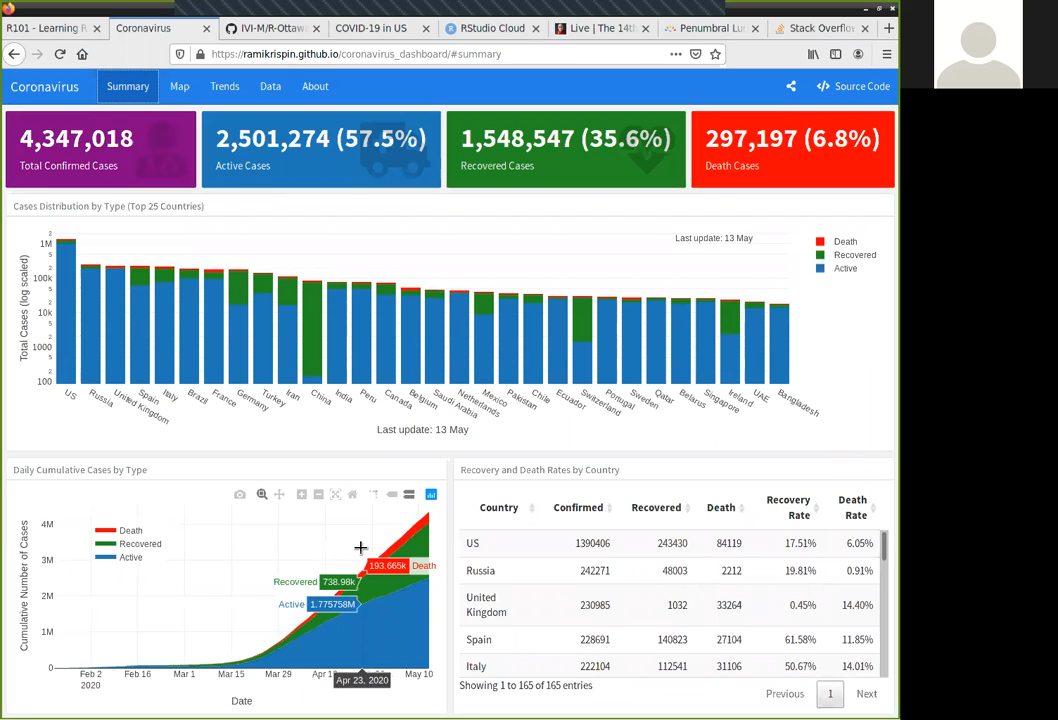 R101 - Learning R
Coronavirus
IVI-M/R-Ottawa
COVID-19 in US
RStudio Cloud
Live | The 14th
Penumbral Lu
Stack Overflow
https://ramikrispin.github.io/coronavirus_dashboard/#summary
Coronavirus Summary Map Trends Data About Source Code
4,347,018
Total Confirmed Cases
2,501,274 (57.5%)
Active Cases
1,548,547 (35.6%)
Recovered Cases
297,197 (6.8%)
Death Cases
Cases Distribution by Type (Top 25 Countries)
Last update: 13 May
Death
Recovered
Active
Total Cases (log scaled)
2
1M
5
2
100k
5
2
10k
5
2
1000
5
2
100
US Russia United Kingdom Spain Italy Brazil France Germany Turkey Iran China India Peru Canada Belgium Saudi Arabia Netherlands Mexico Pakistan Chile Ecuador Switzerland Portugal Sweden Qatar Belarus Singapore Ireland UAE Bangladesh
Last update: 13 May
Daily Cumulative Cases by Type
Death
Recovered
Active
Cumulative Number of Cases
4M
3M
2M
1M
0
193.665k Death
Recovered 738.98k
Active 1.775758M
Feb 2 Feb 16 Mar 1 Mar 15 Mar 29 Apr 1 May 10
2020
Apr 23, 2020
Date
Recovery and Death Rates by Country
Country Confirmed Recovered Death Recovery Rate Death Rate
US 1390406 243430 84119 17.51% 6.05%
Russia 242271 48003 2212 19.81% 0.91%
United Kingdom 230985 1032 33264 0.45% 14.40%
Spain 228691 140823 27104 61.58% 11.85%
Italy 222104 112541 31106 50.67% 14.01%
Showing 1 to 165 of 165 entries
Previous 1 Next